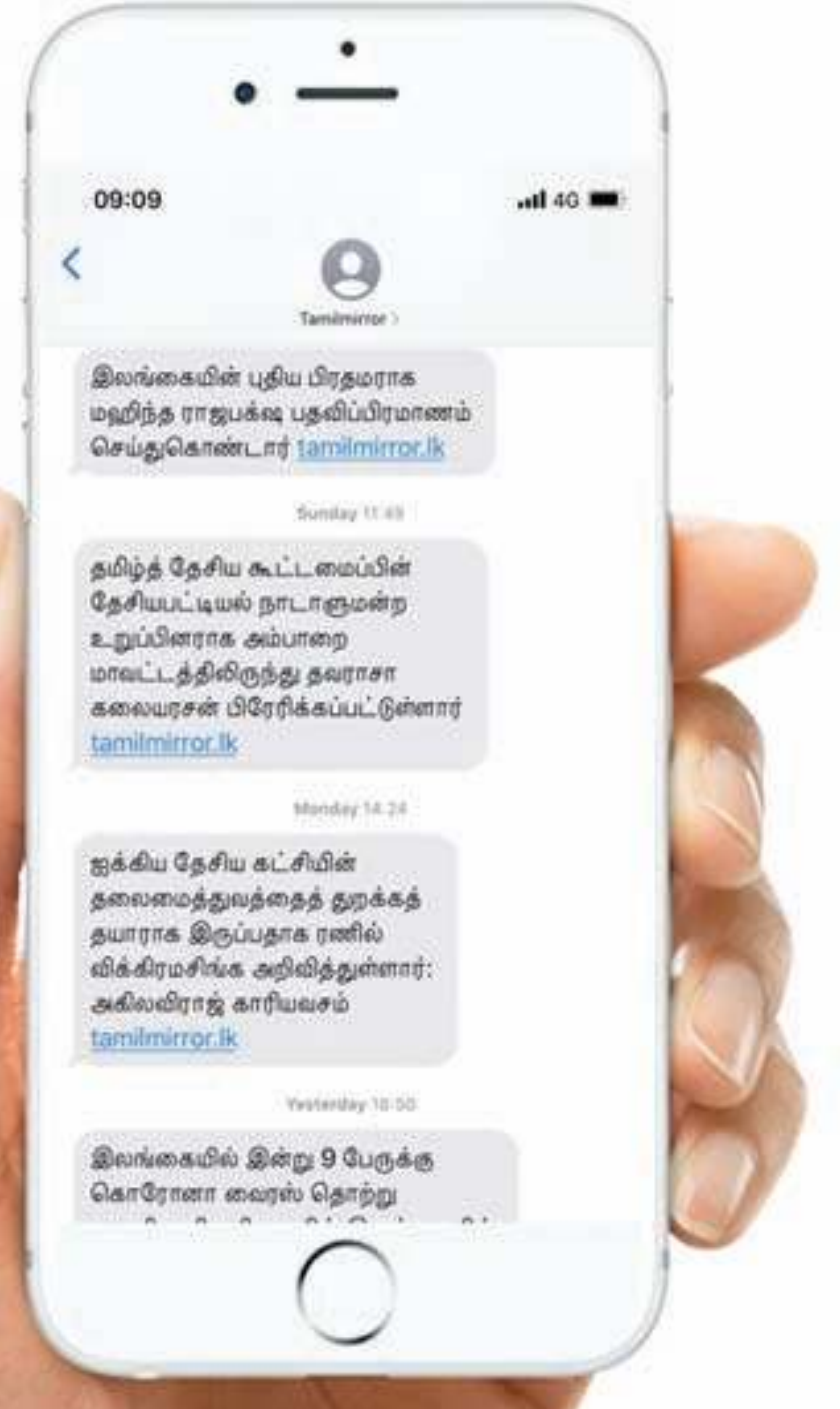 09:09
4G
Tamilmirror >
இலங்கையின் புதிய பிரதமராக
மஹிந்த ராஜபக்ஷ பதவிப்பிரமாணம்
செய்துகொண்டார் tamilmirror.lk
Sunday 11:49
தமிழ்த் தேசிய கூட்டமைப்பின்
தேசியபட்டியல் நாடாளுமன்ற
உறுப்பினராக அம்பாறை
மாவட்டத்திலிருந்து தவராசா
கலையரசன் பிரேரிக்கப்பட்டுள்ளார்
tamilmirror.lk
Monday 14:24
ஐக்கிய தேசிய கட்சியின்
தலைமைத்துவத்தைத் துறக்கத்
தயாராக இருப்பதாக ரணில்
விக்கிரமசிங்க அறிவித்துள்ளார்:
அகிலவிராஜ் காரியவசம்
tamilmirror.lk
Yesterday
இலங்கையில் இன்று 9 பேருக்கு
கொரோனா வைரஸ் தொற்று